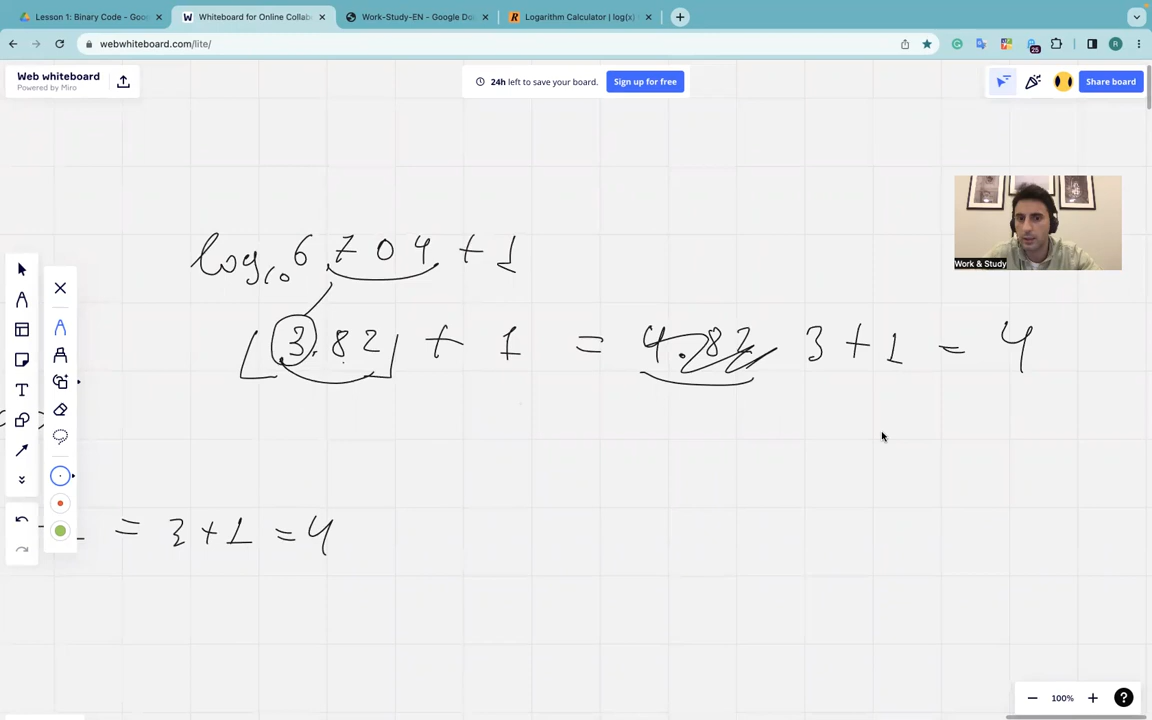 Lesson 1: Binary Code - Goo
Whiteboard for Online Collab
Work-Study-EN - Google Do
Logarithm Calculator | log(x)
webwhiteboard.com/lite/
25
R
Web whiteboard
Powered by Miro
24h left to save your board.
Sign up for free
Share board
Work & Study
log₁₀ 6704 + 1
⌊3.82⌋ + 1 = 4.82 3 + 1 = 4
= 3 + 1 = 4
T
100%
?